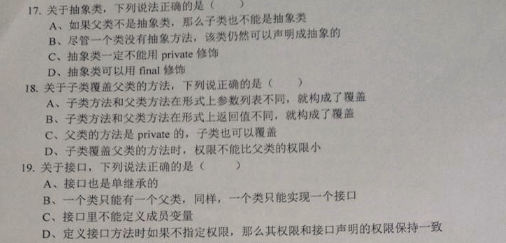 17. 关于抽象类，下列说法正确的是（ ）
A、如果父类不是抽象类，那么子类也不能是抽象类
B、尽管一个类没有抽象方法，该类仍然可以声明成抽象的
C、抽象类一定不能用 private 修饰
D、抽象类可以用 final 修饰
18. 关于子类覆盖父类的方法，下列说正确的是（ ）
A、子类方法和父类方法在形式上参数列表不同，就构成了覆盖
B、子类方法和父类方法在形式上返回值不同，就构成了覆盖
C、父类的方法是 private 的，子类也可以覆盖
D、子类覆盖父类的方法时，权限不能比父类的权限小
19. 关于接口，下列说法正确的是（ ）
A、接口也是单继承的
B、一个类只能有一个父类，同样，一个类只能实现一个接口
C、接口里不能定义成员变量
D、定义接口方法时如果不指定权限，那么其权限和接口声明的权限保持一致